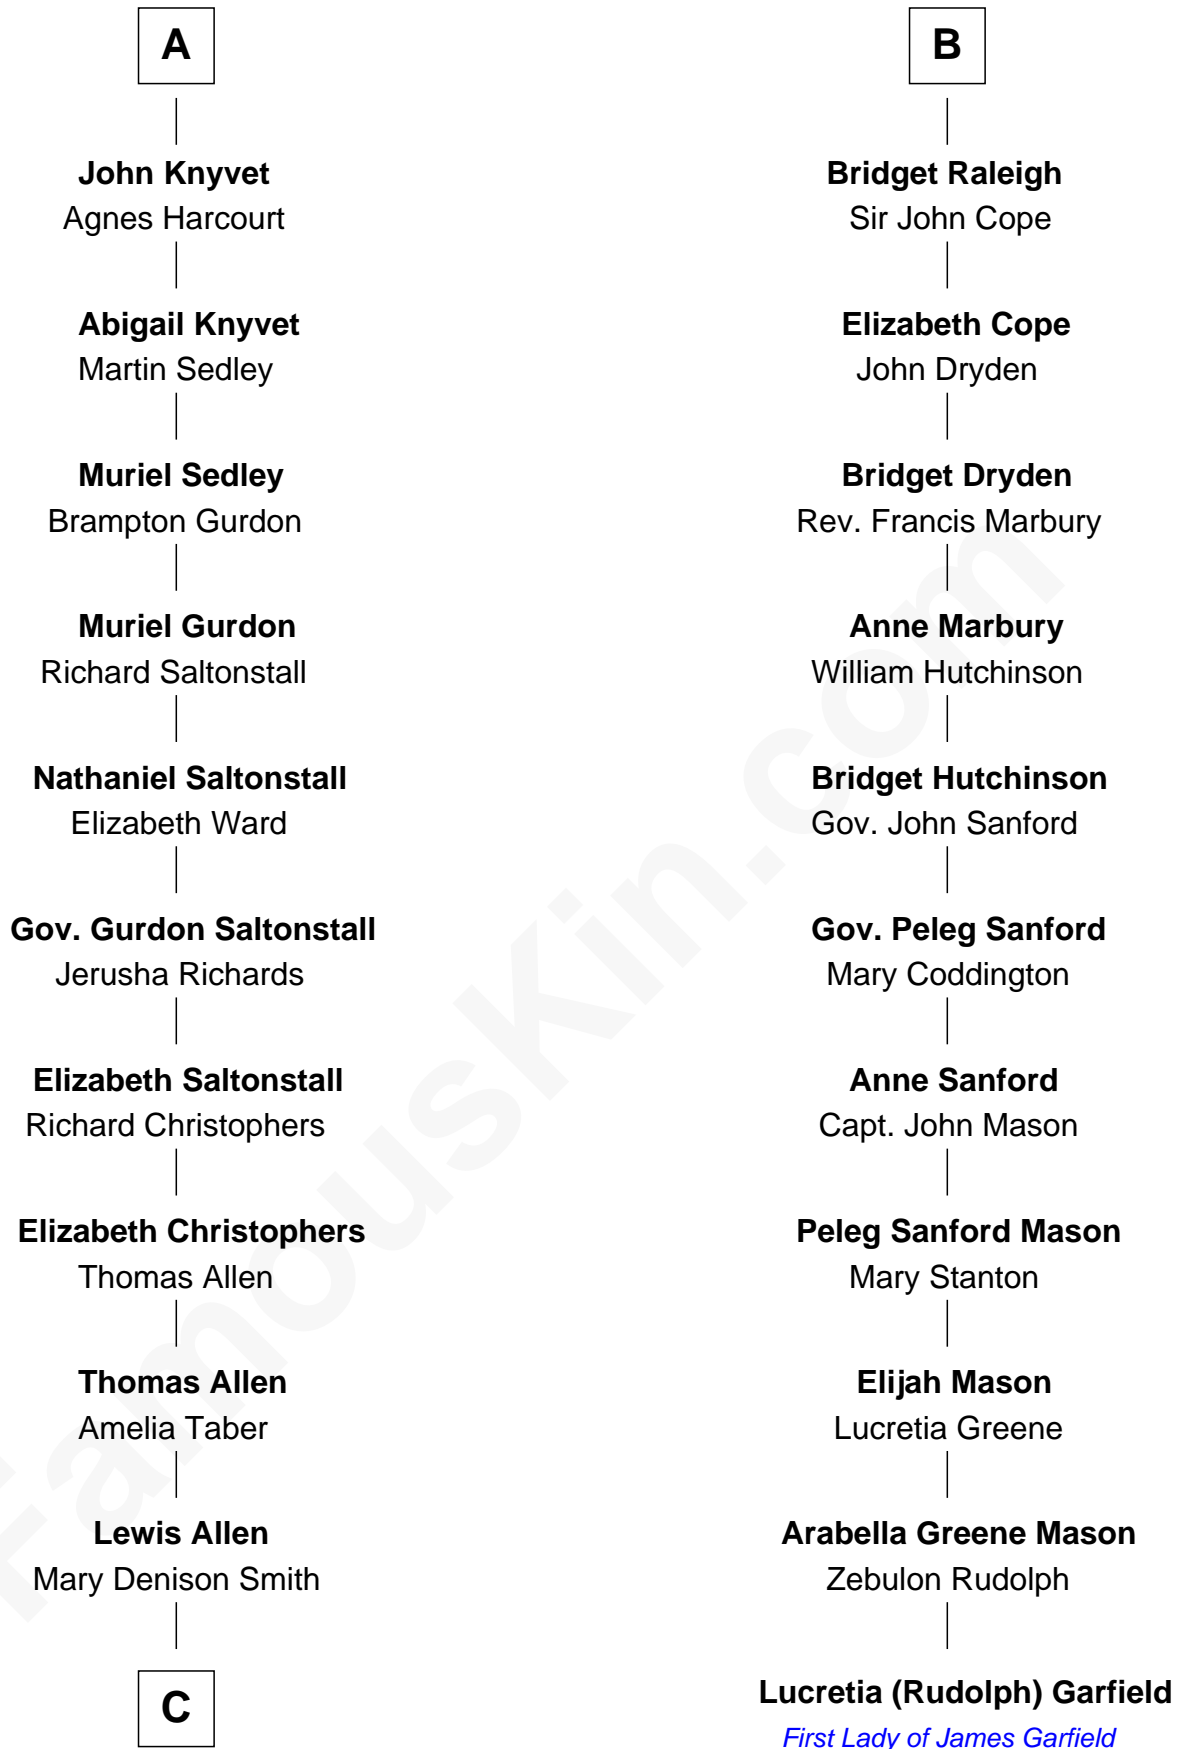 A
John Knyvet
Agnes Harcourt
Abigail Knyvet
Martin Sedley
Muriel Sedley
Brampton Gurdon
Muriel Gurdon
Richard Saltonstall
Nathaniel Saltonstall
Elizabeth Ward
Gov. Gurdon Saltonstall
Jerusha Richards
Elizabeth Saltonstall
Richard Christophers
Elizabeth Christophers
Thomas Allen
Thomas Allen
Amelia Taber
Lewis Allen
Mary Denison Smith
C
B
Bridget Raleigh
Sir John Cope
Elizabeth Cope
John Dryden
Bridget Dryden
Rev. Francis Marbury
Anne Marbury
William Hutchinson
Bridget Hutchinson
Gov. John Sanford
Gov. Peleg Sanford
Mary Coddington
Anne Sanford
Capt. John Mason
Peleg Sanford Mason
Mary Stanton
Elijah Mason
Lucretia Greene
Arabella Greene Mason
Zebulon Rudolph
Lucretia (Rudolph) Garfield
First Lady of James Garfield
FamousKin.com